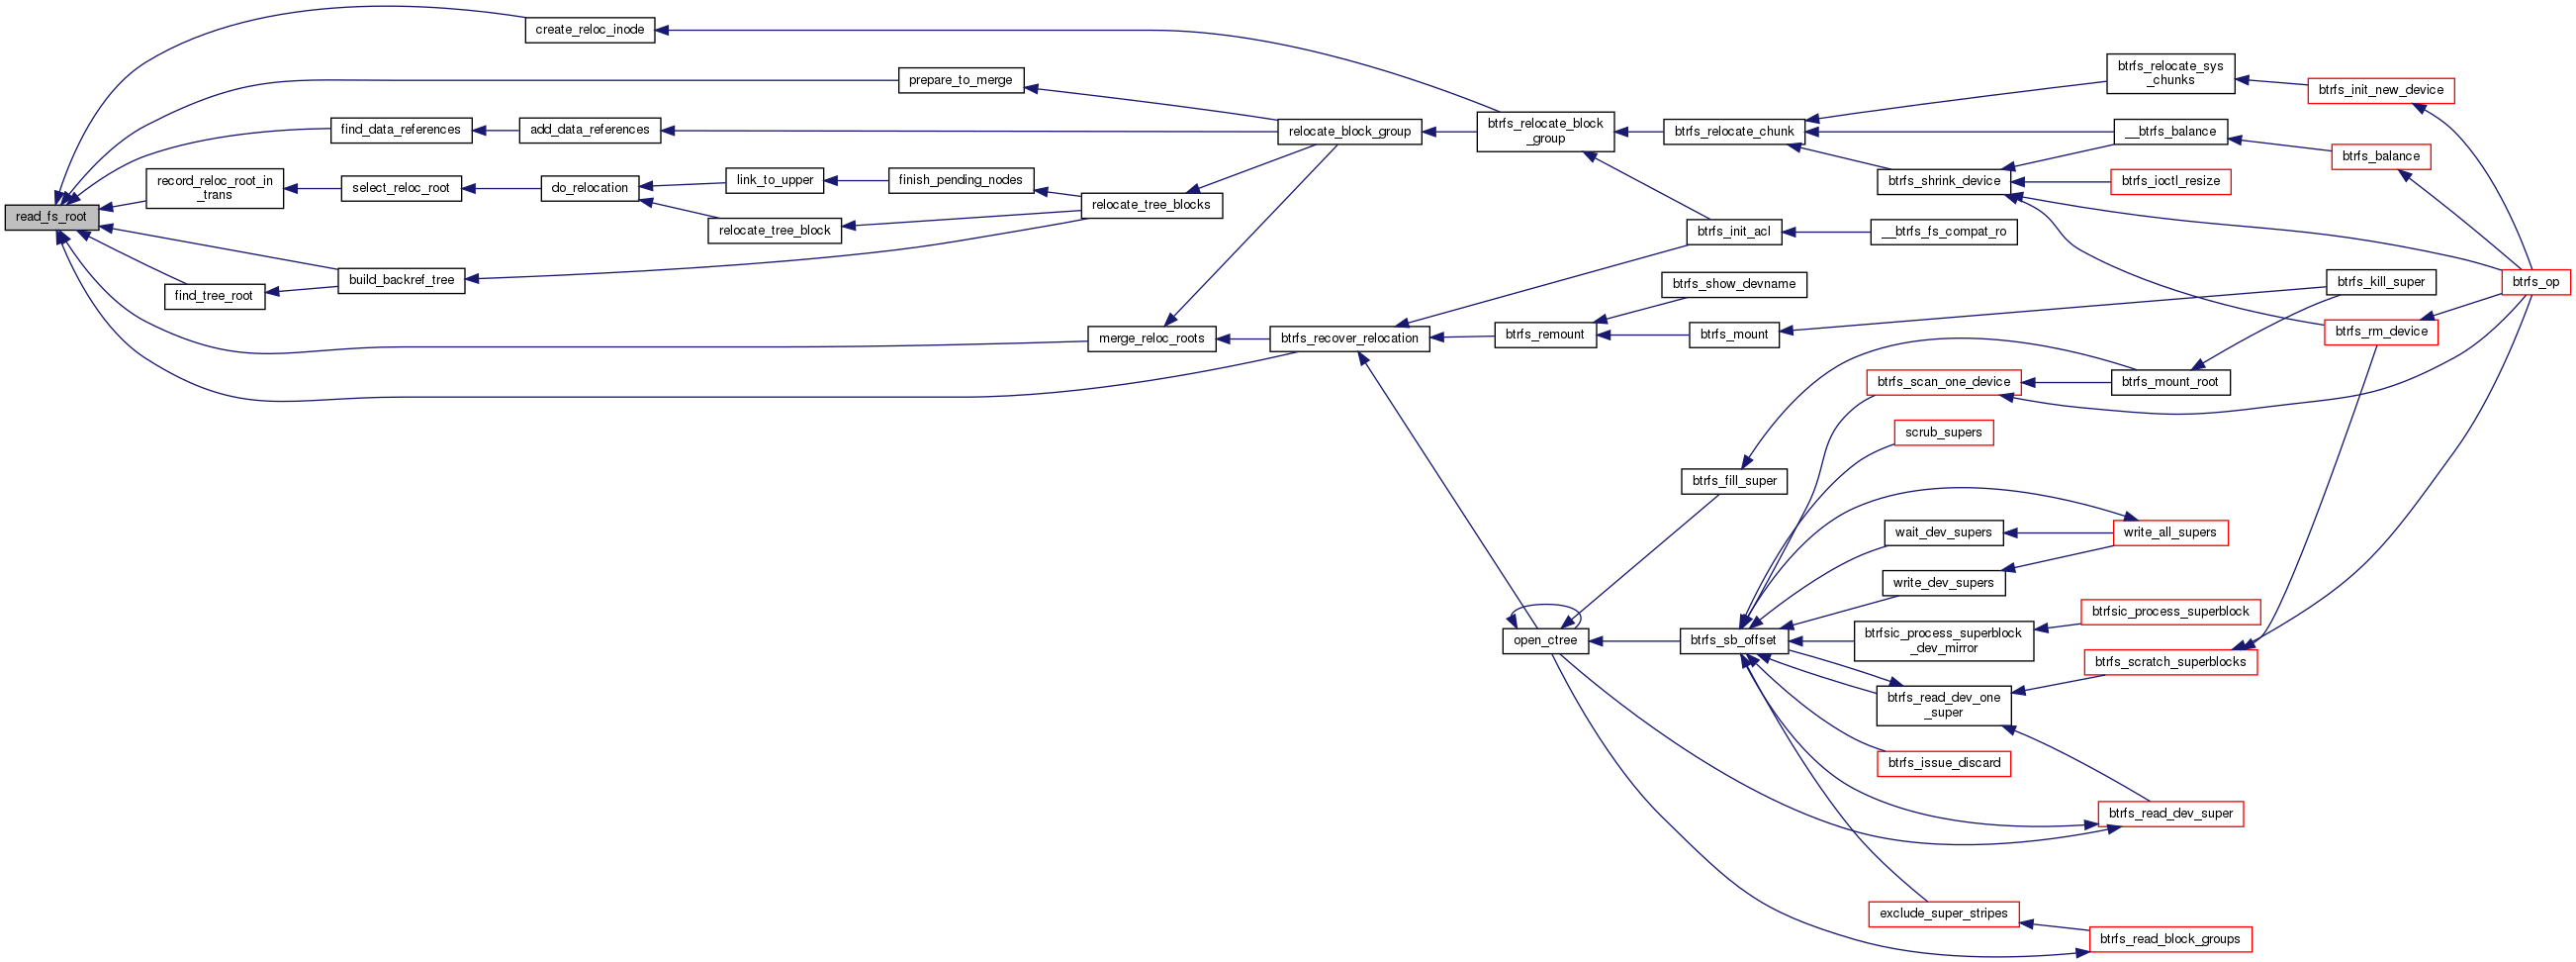 read_fs_root
create_reloc_inode
prepare_to_merge
find_data_references
add_data_references
record_reloc_root_in
_trans
select_reloc_root
do_relocation
link_to_upper
finish_pending_nodes
relocate_tree_block
relocate_tree_blocks
build_backref_tree
find_tree_root
merge_reloc_roots
relocate_block_group
btrfs_recover_relocation
btrfs_relocate_block
_group
btrfs_relocate_chunk
btrfs_relocate_sys
_chunks
btrfs_init_new_device
__btrfs_balance
btrfs_balance
btrfs_shrink_device
btrfs_ioctl_resize
btrfs_init_acl
__btrfs_fs_compat_ro
btrfs_show_devname
btrfs_remount
btrfs_mount
btrfs_kill_super
btrfs_op
btrfs_rm_device
btrfs_scan_one_device
btrfs_mount_root
scrub_supers
btrfs_fill_super
wait_dev_supers
write_all_supers
write_dev_supers
open_ctree
btrfs_sb_offset
btrfsic_process_superblock
_dev_mirror
btrfsic_process_superblock
btrfs_scratch_superblocks
btrfs_read_dev_one
_super
btrfs_issue_discard
btrfs_read_dev_super
exclude_super_stripes
btrfs_read_block_groups